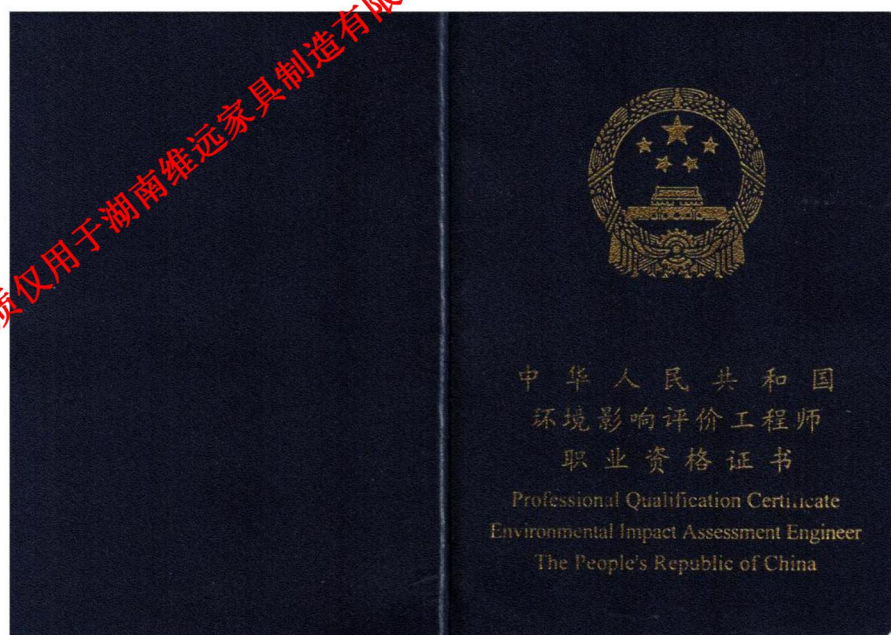 质仅用于湖南维远家具制造有限
中华人民共和国
环境影响评价工程师
职业资格证书
Professional Qualification Certificate
Environmental Impact Assessment Engineer
The People's Republic of China